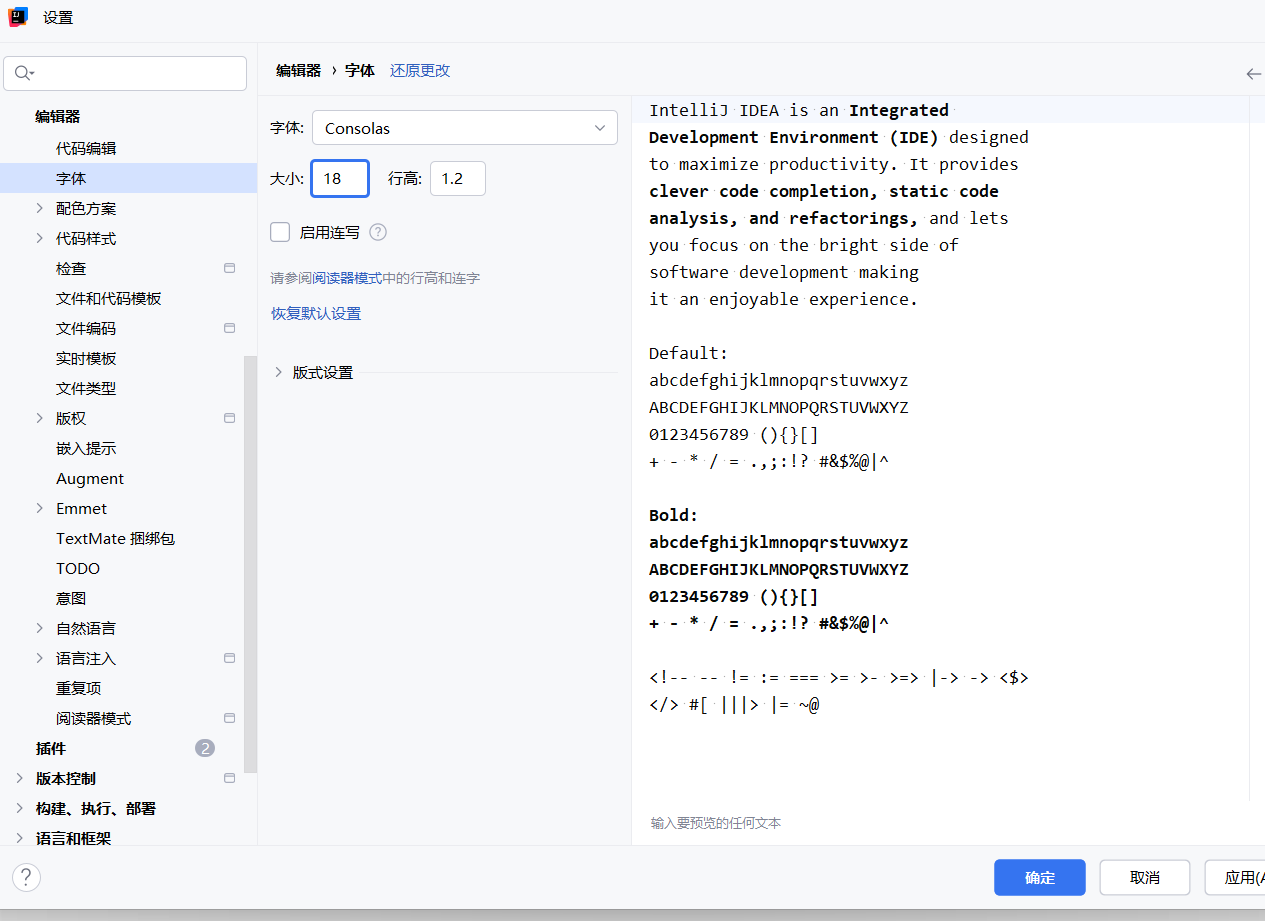 设置
编辑器
代码编辑
字体
配色方案
代码样式
检查
文件和代码模板
文件编码
实时模板
文件类型
版权
嵌入提示
Augment
Emmet
TextMate 捆绑包
TODO
意图
自然语言
语言注入
重复项
阅读器模式
插件 2
版本控制
构建、执行、部署
语言和框架
?
编辑器 › 字体 还原更改
字体: Consolas
大小: 18 行高: 1.2
启用连写 ?
请参阅阅读器模式中的行高和连字
恢复默认设置
版式设置
IntelliJ IDEA is an Integrated
Development Environment (IDE) designed
to maximize productivity. It provides
clever code completion, static code
analysis, and refactorings, and lets
you focus on the bright side of
software development making
it an enjoyable experience.
Default:
abcdefghijklmnopqrstuvwxyz
ABCDEFGHIJKLMNOPQRSTUVWXYZ
0123456789 (){}[]
+ - * / = .,;:!? #&$%@|^
Bold:
abcdefghijklmnopqrstuvwxyz
ABCDEFGHIJKLMNOPQRSTUVWXYZ
0123456789 (){}[]
+ - * / = .,;:!? #&$%@|^
<!-- -- != := === >= >- >=> |-> -> <$>
</> #[ |||> |= ~@
输入要预览的任何文本
确定 取消 应用(A